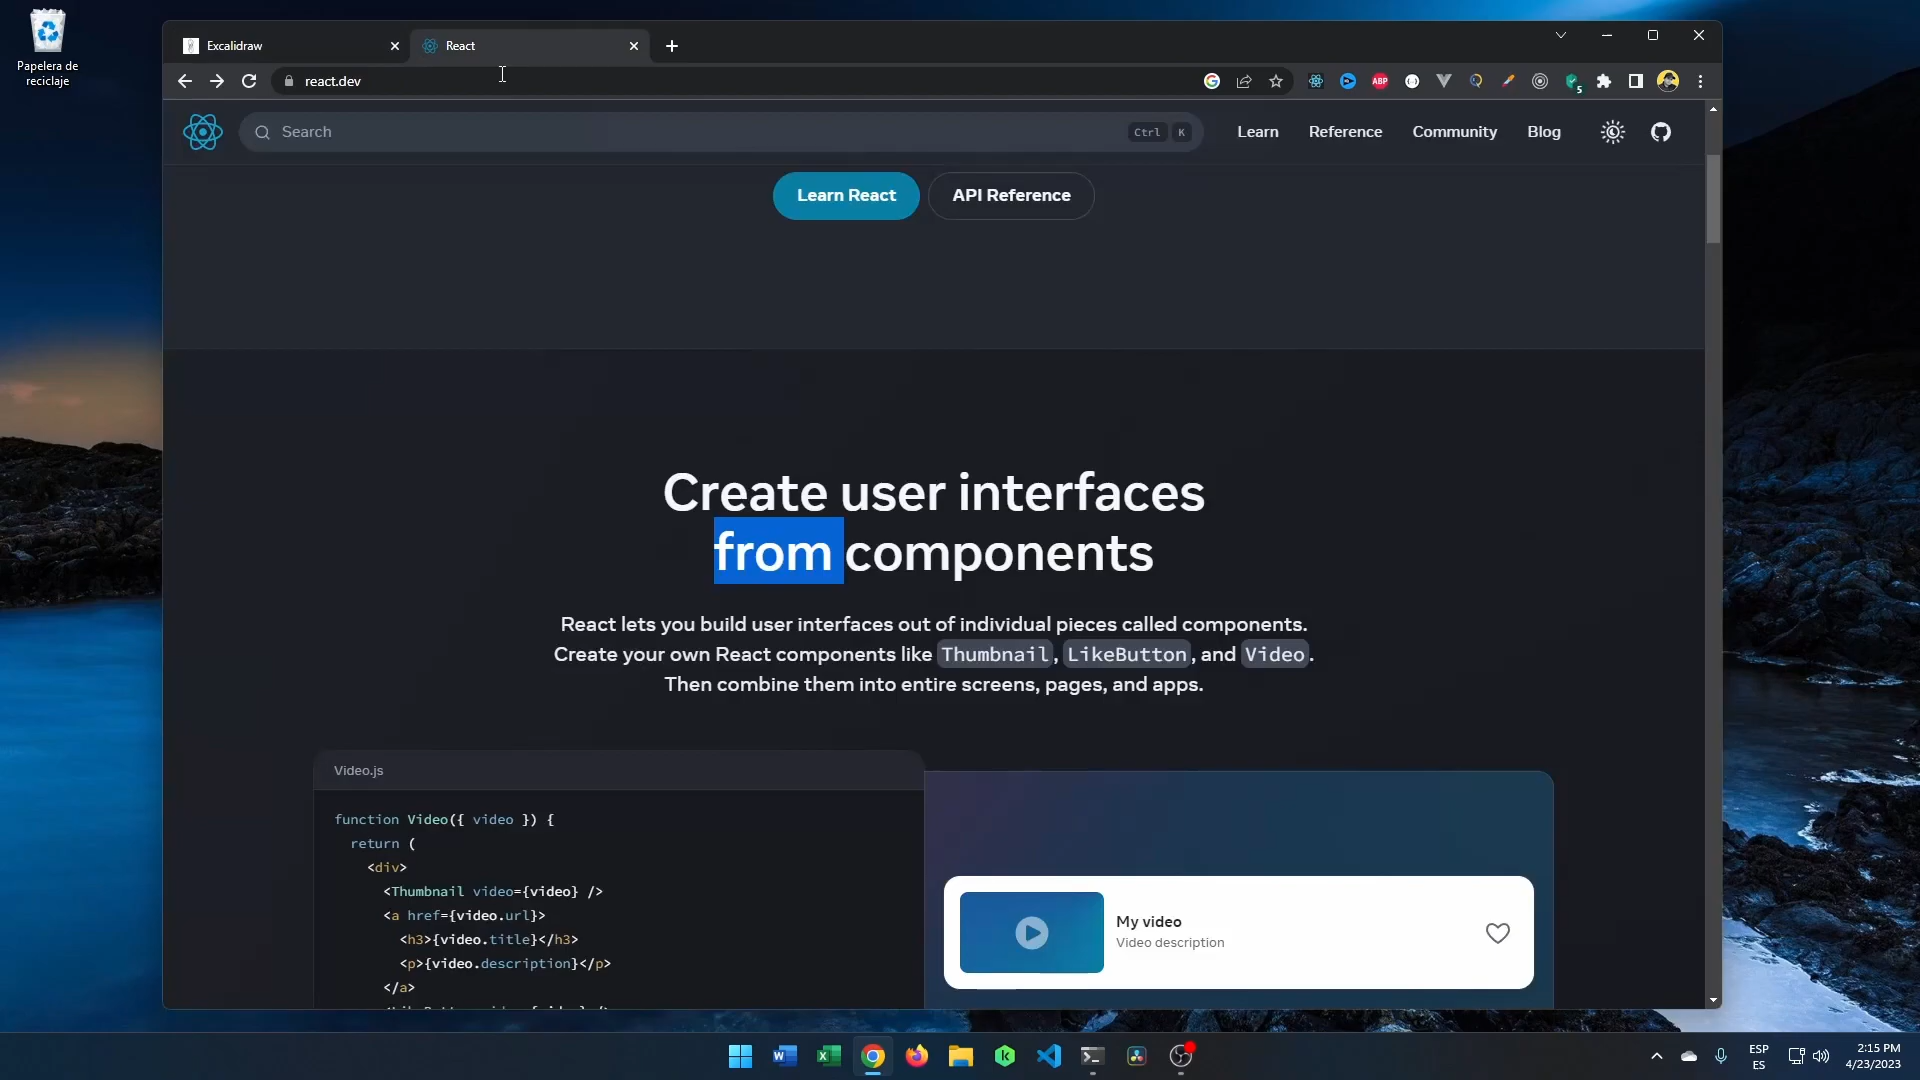 Papelera de
reciclaje
Excalidraw
React
react.dev
ABP
5
Search
Ctrl K
Learn
Reference
Community
Blog
Learn React
API Reference
Create user interfaces
from components
React lets you build user interfaces out of individual pieces called components.
Create your own React components like Thumbnail, LikeButton, and Video.
Then combine them into entire screens, pages, and apps.
Video.js
function Video({ video }) {
return (
<div>
<Thumbnail video={video} />
<a href={video.url}>
<h3>{video.title}</h3>
<p>{video.description}</p>
</a>
My video
Video description
ESP
ES
2:15 PM
4/23/2023